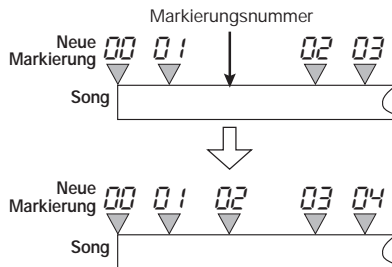 Markierungsnummer
Neue
Markierung
00 01 02 03
Song
Neue
Markierung
00 01 02 03 04
Song